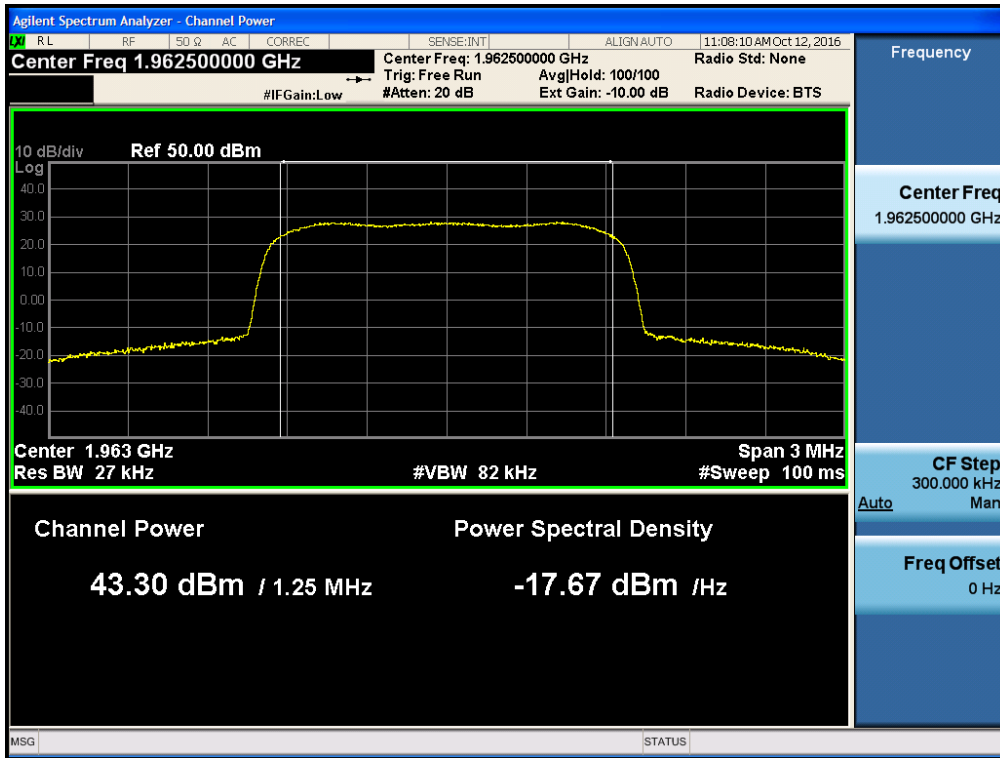 Agilent Spectrum Analyzer - Channel Power
LXI RL RF 50 Ω AC CORREC SENSE:INT ALIGN AUTO 11:08:10 AM Oct 12, 2016
Center Freq 1.962500000 GHz
Center Freq: 1.962500000 GHz Radio Std: None
Trig: Free Run Avg|Hold: 100/100
#IFGain:Low #Atten: 20 dB Ext Gain: -10.00 dB Radio Device: BTS
10 dB/div Ref 50.00 dBm
Log
40.0
30.0
20.0
10.0
0.00
-10.0
-20.0
-30.0
-40.0
Center 1.963 GHz Span 3 MHz
Res BW 27 kHz #VBW 82 kHz #Sweep 100 ms
Channel Power Power Spectral Density
43.30 dBm / 1.25 MHz -17.67 dBm /Hz
MSG STATUS
Frequency
Center Freq
1.962500000 GHz
CF Step
300.000 kHz
Auto Man
Freq Offset
0 Hz